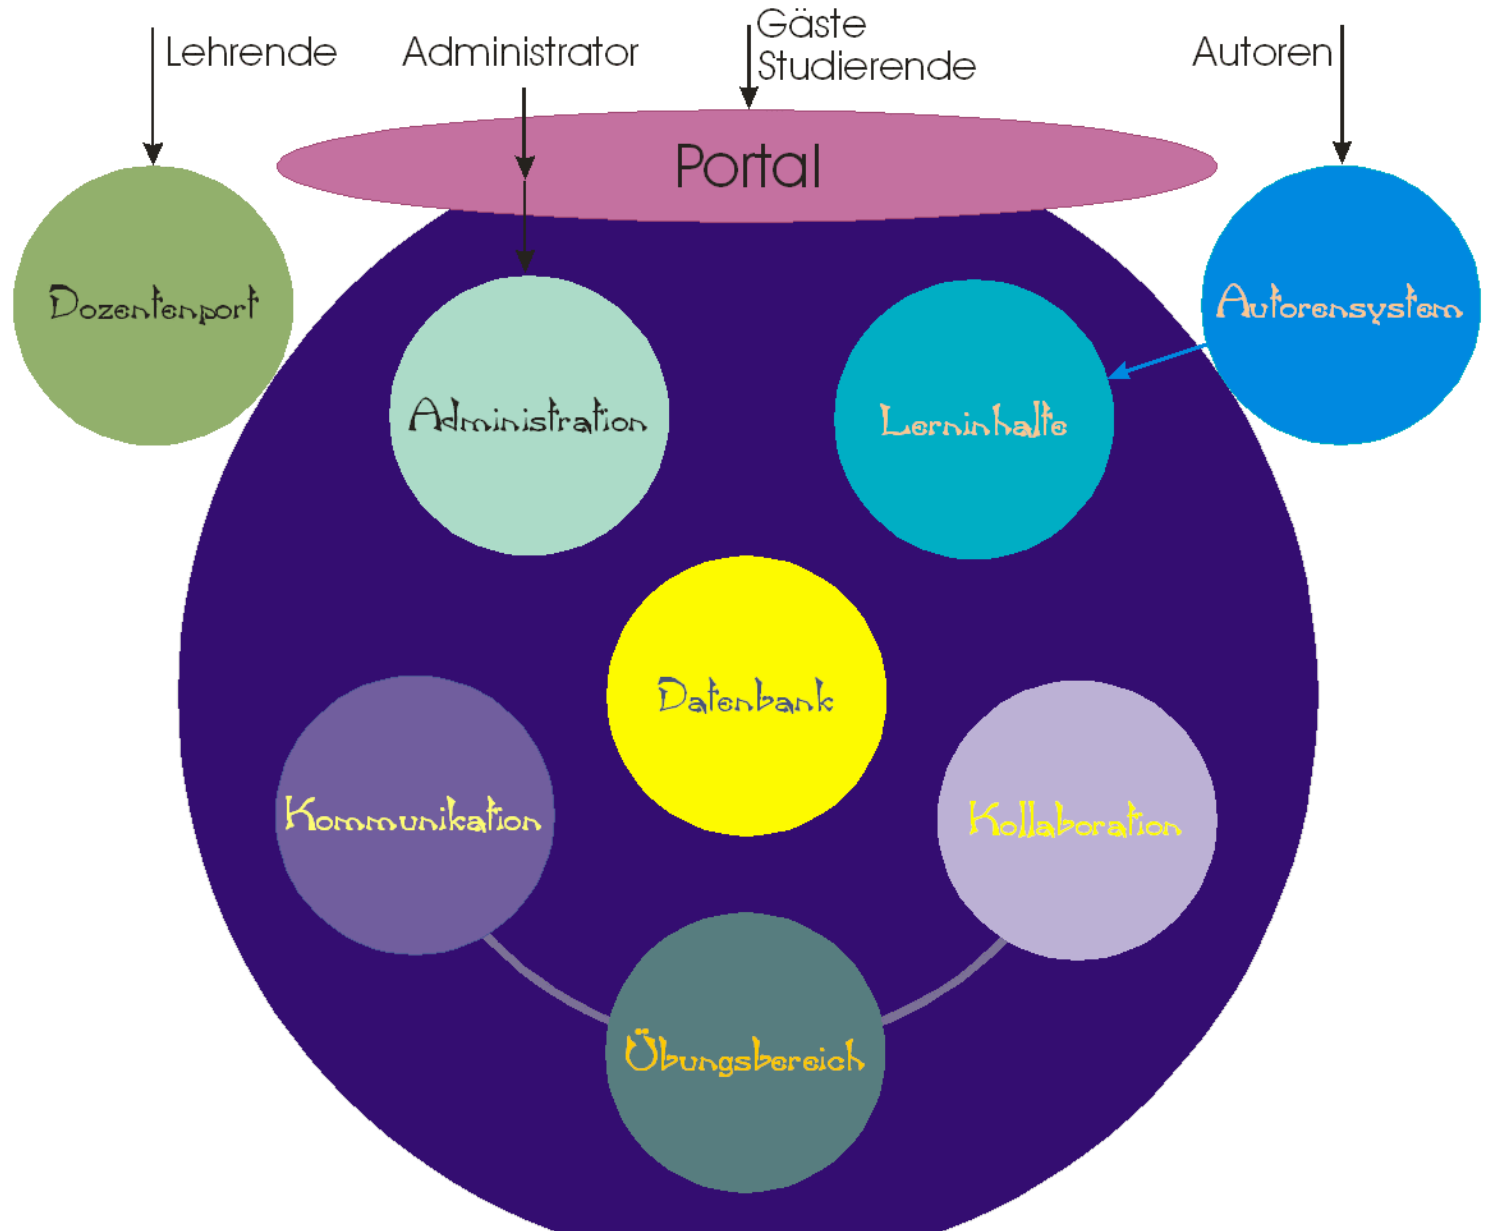 Lehrende
Administrator
Gäste
Studierende
Autoren
Portal
Dozentenport
Autorensystem
Administration
Lerninhalte
Datenbank
Kommunikation
Kollaboration
Übungsbereich